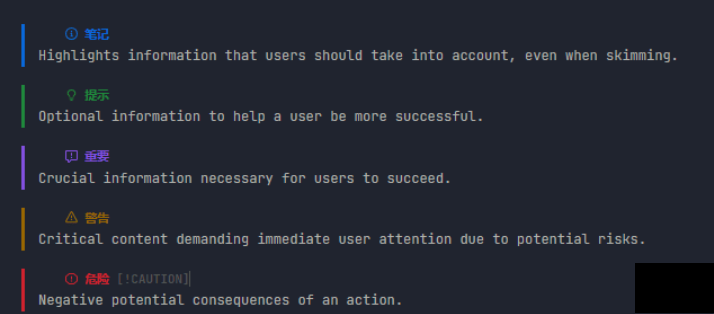 笔记
Highlights information that users should take into account, even when skimming.
提示
Optional information to help a user be more successful.
重要
Crucial information necessary for users to succeed.
警告
Critical content demanding immediate user attention due to potential risks.
危险 [!CAUTION]
Negative potential consequences of an action.